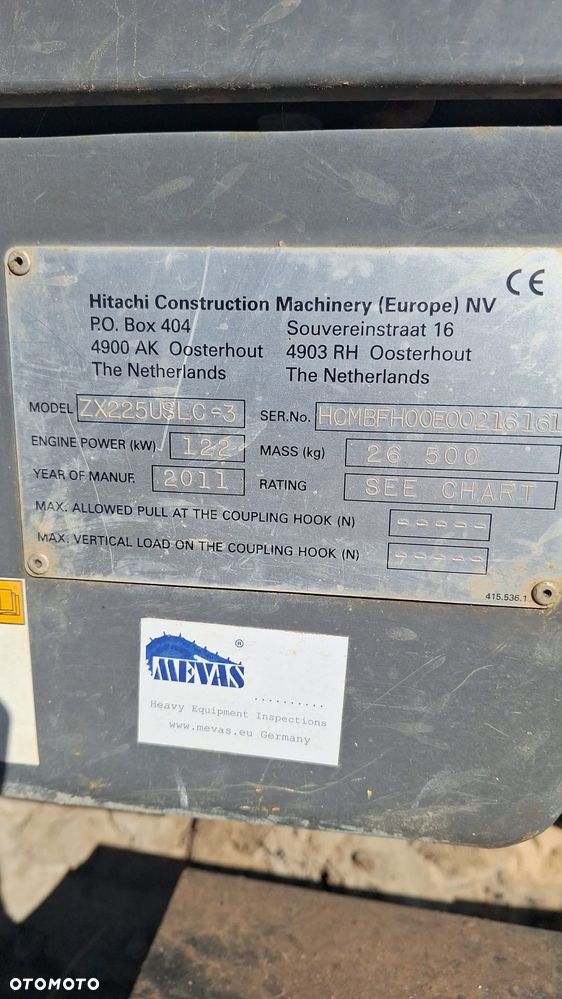 CE
Hitachi Construction Machinery (Europe) NV
P.O. Box 404 Souvereinstraat 16
4900 AK Oosterhout 4903 RH Oosterhout
The Netherlands The Netherlands
MODEL ZX225USLC-3 SER.No. HCMBFH00E00216161
ENGINE POWER (kW) 122 MASS (kg) 26 500
YEAR OF MANUF. 2011 RATING SEE CHART
MAX. ALLOWED PULL AT THE COUPLING HOOK (N) -----
MAX. VERTICAL LOAD ON THE COUPLING HOOK (N) -----
415.536.1
MEVAS ®
..........
Heavy Equipment Inspections
www.mevas.eu Germany
OTOMOTO